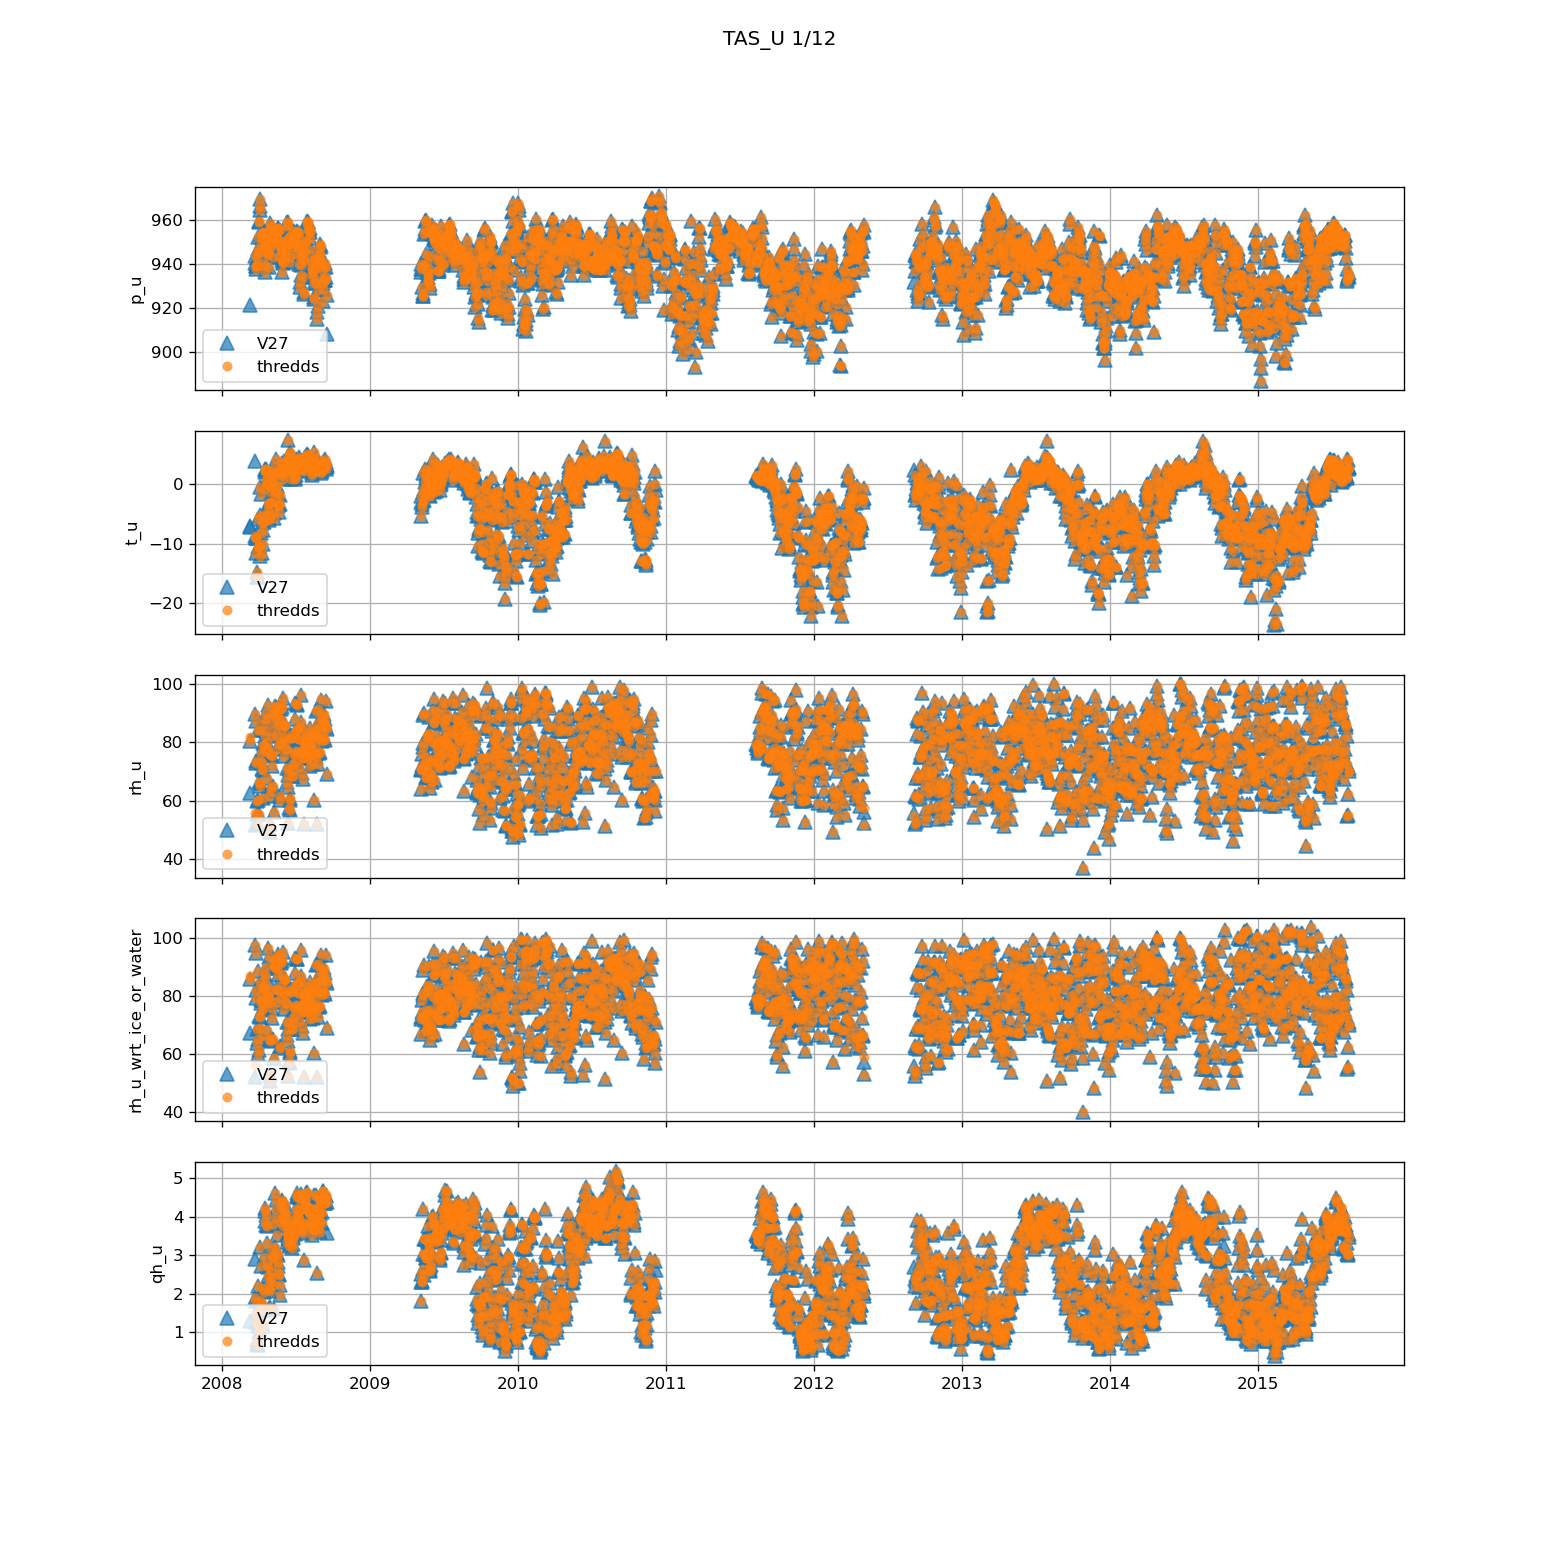 TAS_U 1/12
960
940
920
900
p_u
V27
thredds
0
−10
−20
t_u
V27
thredds
100
80
60
40
rh_u
V27
thredds
100
80
60
40
rh_u_wrt_ice_or_water
V27
thredds
5
4
3
2
1
qh_u
V27
thredds
2008 2009 2010 2011 2012 2013 2014 2015